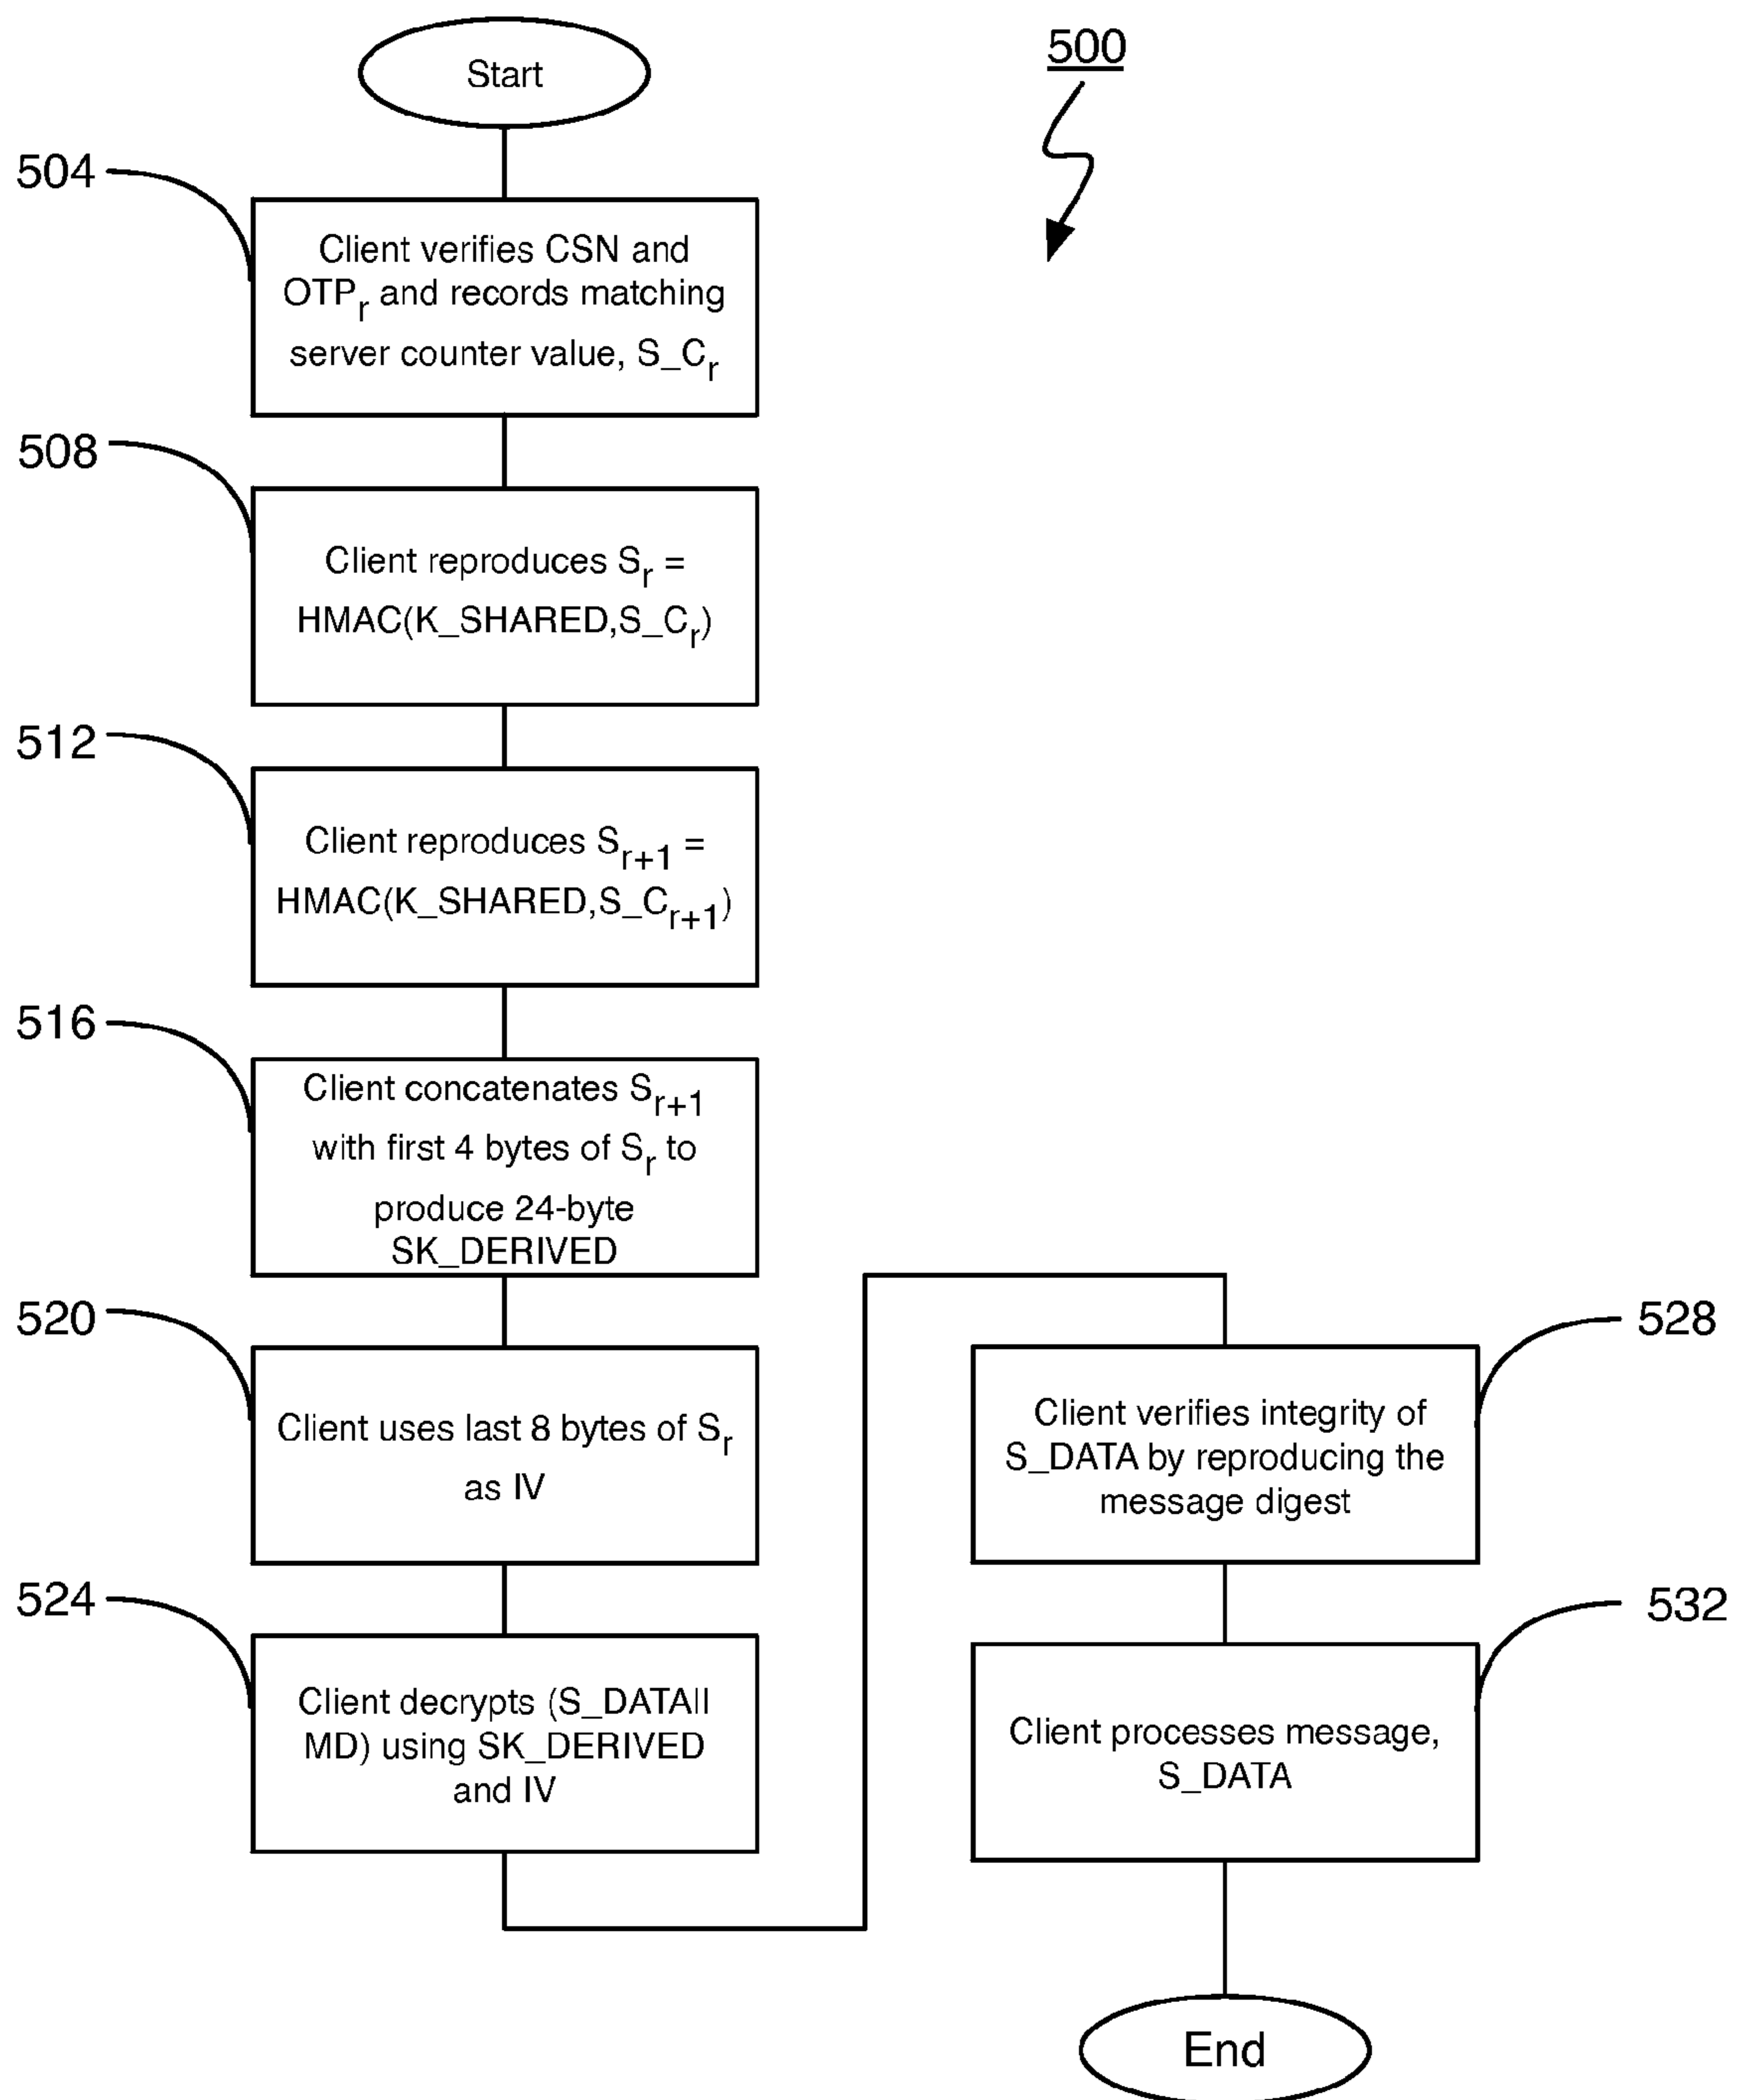 Start
500
504
Client verifies CSN and
OTPr and records matching
server counter value, S_Cr
508
Client reproduces Sr =
HMAC(K_SHARED,S_Cr)
512
Client reproduces Sr+1 =
HMAC(K_SHARED,S_Cr+1)
516
Client concatenates Sr+1
with first 4 bytes of Sr to
produce 24-byte
SK_DERIVED
520
Client uses last 8 bytes of Sr
as IV
524
Client decrypts (S_DATA||
MD) using SK_DERIVED
and IV
528
Client verifies integrity of
S_DATA by reproducing the
message digest
532
Client processes message,
S_DATA
End